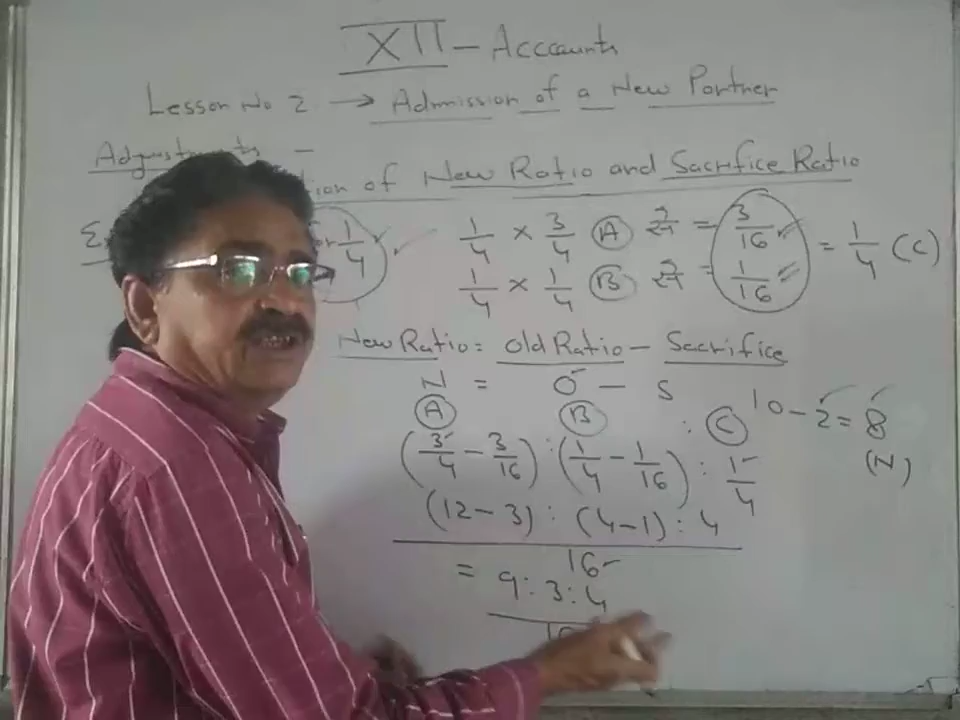 XII - Accounts
Lesson No 2 → Admission of a New Partner
Adjustments -
tion of New Ratio and Sacrifice Ratio
1/4 1/4 × 3/4 (A) से = 3/16 = 1/4 (C)
1/4 × 1/4 (B) से = 1/16
New Ratio = Old Ratio - Sacrifice
N = O - S
10 - 2 = 8
(N)
(A) (B) : (C)
(3/4 - 3/16) : (1/4 - 1/16) : 1/4
(12 - 3) : (4 - 1) : 4
16
= 9 : 3 : 4